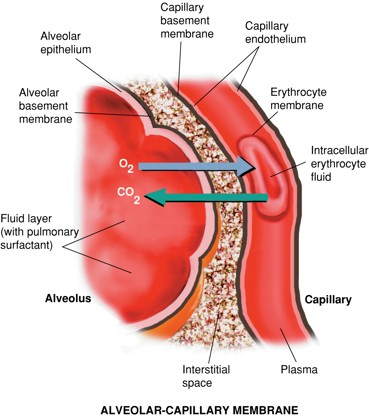 Capillary
basement
membrane
Alveolar
epithelium
Capillary
endothelium
Alveolar
basement
membrane
Erythrocyte
membrane
Intracellular
erythrocyte
fluid
O2
CO2
Fluid layer
(with pulmonary
surfactant)
Alveolus
Capillary
Interstitial
space
Plasma
ALVEOLAR-CAPILLARY MEMBRANE